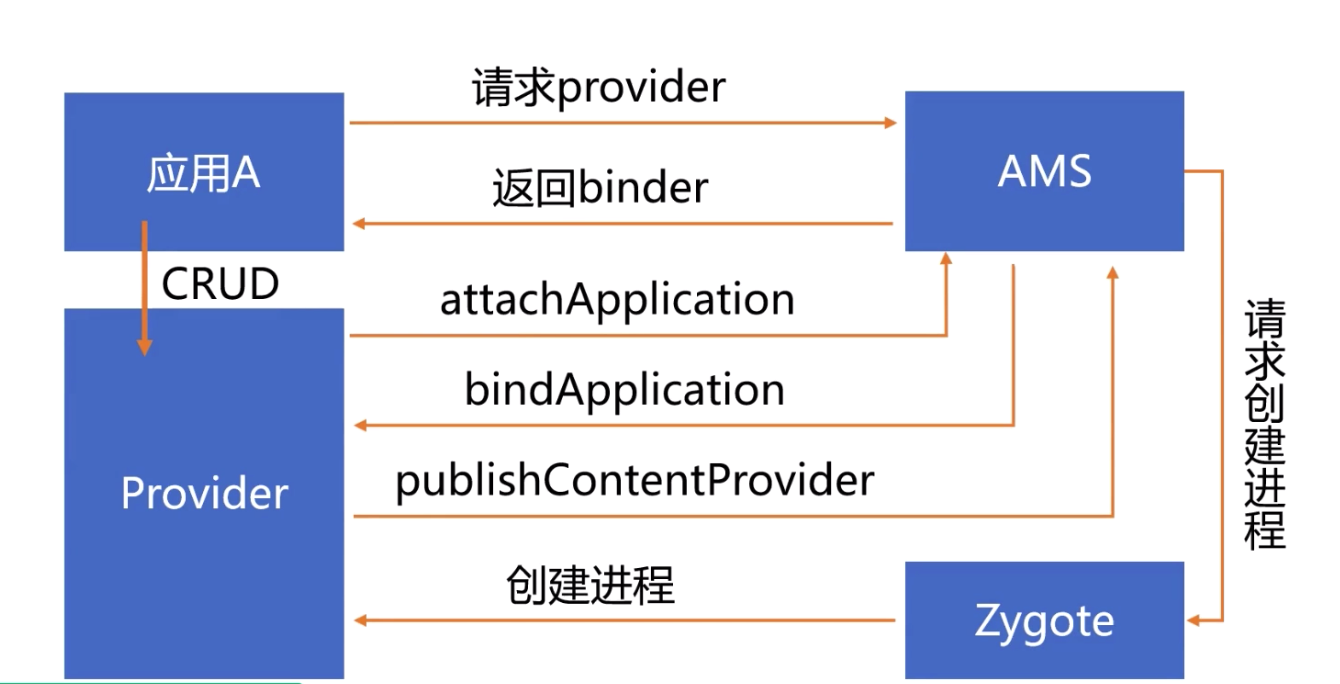 请求provider
应用A
AMS
返回binder
CRUD
attachApplication
bindApplication
Provider
publishContentProvider
请求创建进程
创建进程
Zygote